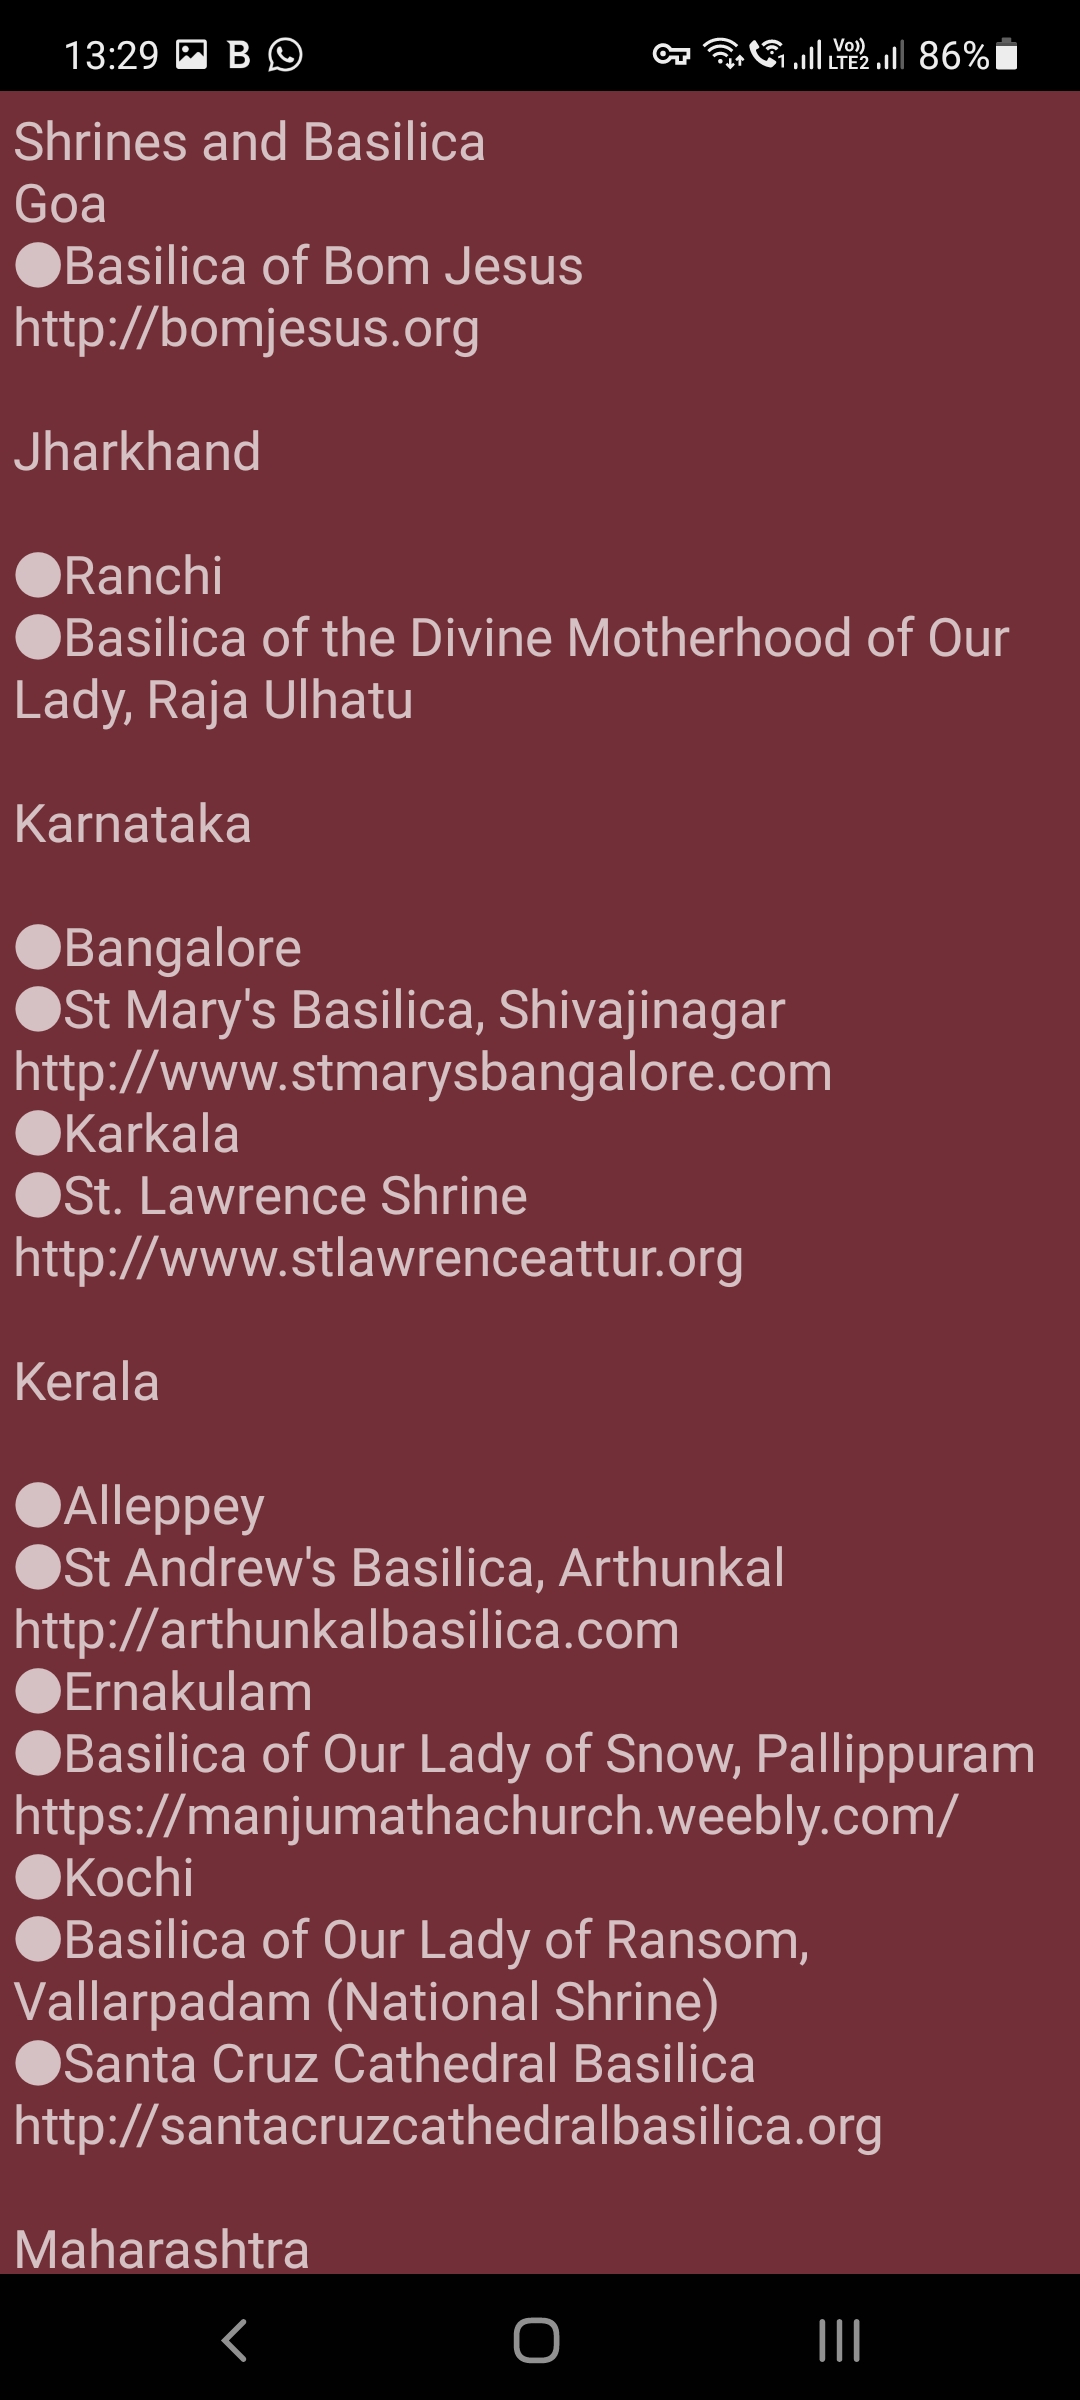 13:29 B 1 Vo)) LTE2 86%
Shrines and Basilica
Goa
●Basilica of Bom Jesus
http://bomjesus.org
Jharkhand
●Ranchi
●Basilica of the Divine Motherhood of Our
Lady, Raja Ulhatu
Karnataka
●Bangalore
●St Mary's Basilica, Shivajinagar
http://www.stmarysbangalore.com
●Karkala
●St. Lawrence Shrine
http://www.stlawrenceattur.org
Kerala
●Alleppey
●St Andrew's Basilica, Arthunkal
http://arthunkalbasilica.com
●Ernakulam
●Basilica of Our Lady of Snow, Pallippuram
https://manjumathachurch.weebly.com/
●Kochi
●Basilica of Our Lady of Ransom,
Vallarpadam (National Shrine)
●Santa Cruz Cathedral Basilica
http://santacruzcathedralbasilica.org
Maharashtra